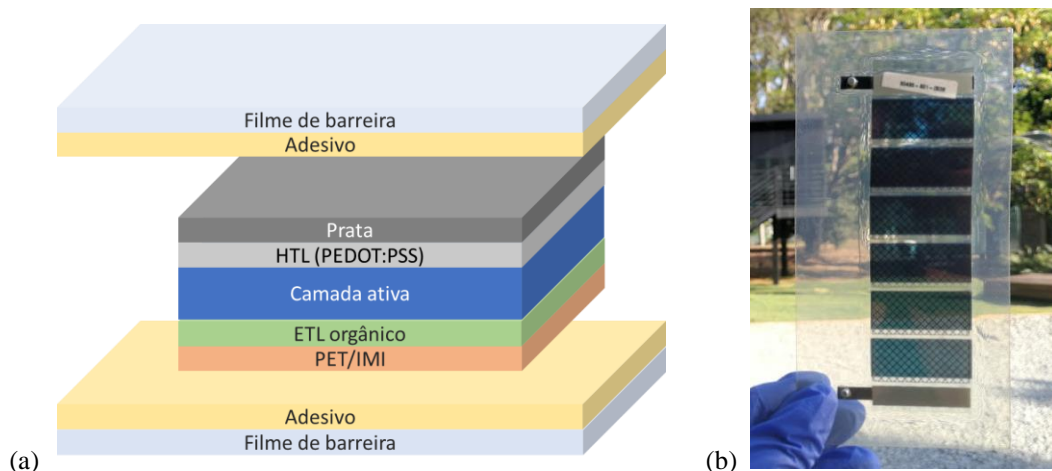 Filme de barreira
Adesivo
Prata
HTL (PEDOT:PSS)
Camada ativa
ETL orgânico
PET/IMI
Adesivo
Filme de barreira
(a)
(b)